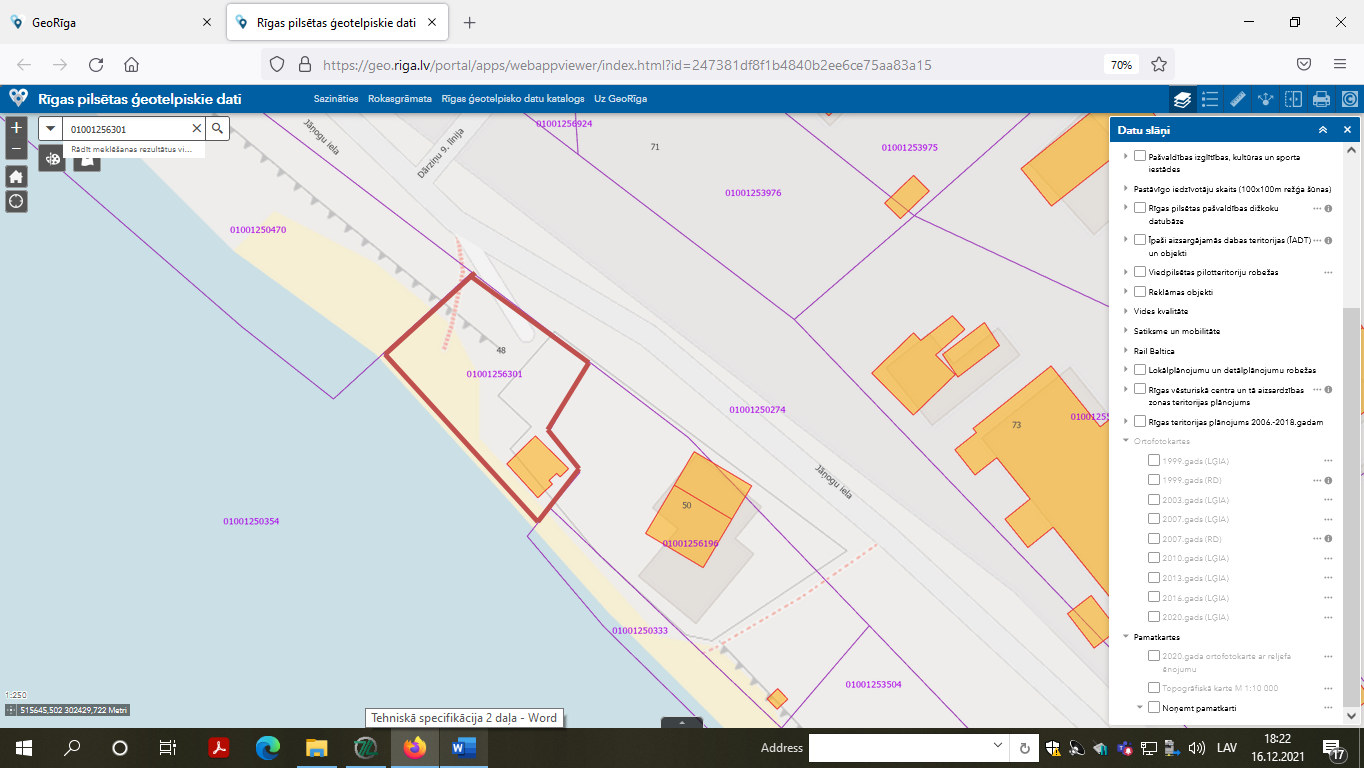 GeoRīga
Rīgas pilsētas ģeotelpiskie dati
https://geo.riga.lv/portal/apps/webappviewer/index.html?id=247381df8f1b4840b2ee6ce75aa83a15
70%
Rīgas pilsētas ģeotelpiskie dati
Sazināties Rokasgrāmata Rīgas ģeotelpisko datu katalogs Uz GeoRīga
01001256301
Rādīt meklēšanas rezultātus vi...
Jāņogu iela
Dārziņu 9. līnija
01001256924
71
01001253975
01001253976
01001250470
48
01001256301
01001250274
73
Jāņogu iela
50
01001256196
01001250354
01001250333
01001253504
Datu slāņi
Pašvaldības izglītības, kultūras un sporta
iestādes
Pastāvīgo iedzīvotāju skaits (100x100m režģa šūnas)
Rīgas pilsētas pašvaldības dižkoku
datubāze
Īpaši aizsargājamās dabas teritorijas (ĪADT)
un objekti
Viedpilsētas pilotteritoriju robežas
Reklāmas objekti
Vides kvalitāte
Satiksme un mobilitāte
Rail Baltica
Lokālplānojumu un detālplānojumu robežas
Rīgas vēsturiskā centra un tā aizsardzības
zonas teritorijas plānojums
Rīgas teritorijas plānojums 2006.-2018.gadam
Ortofotokartes
1999.gads (LĢIA)
1999.gads (RD)
2003.gads (LĢIA)
2007.gads (LĢIA)
2007.gads (RD)
2010.gads (LĢIA)
2013.gads (LĢIA)
2016.gads (LĢIA)
2020.gads (LĢIA)
Pamatkartes
2020.gada ortofotokarte ar reljefa
ēnojumu
Topogrāfiskā karte M 1:10 000
Noņemt pamatkarti
1:250
515645,502 302429,722 Metri
Tehniskā specifikācija 2 daļa - Word
Address
LAV
18:22
16.12.2021
17